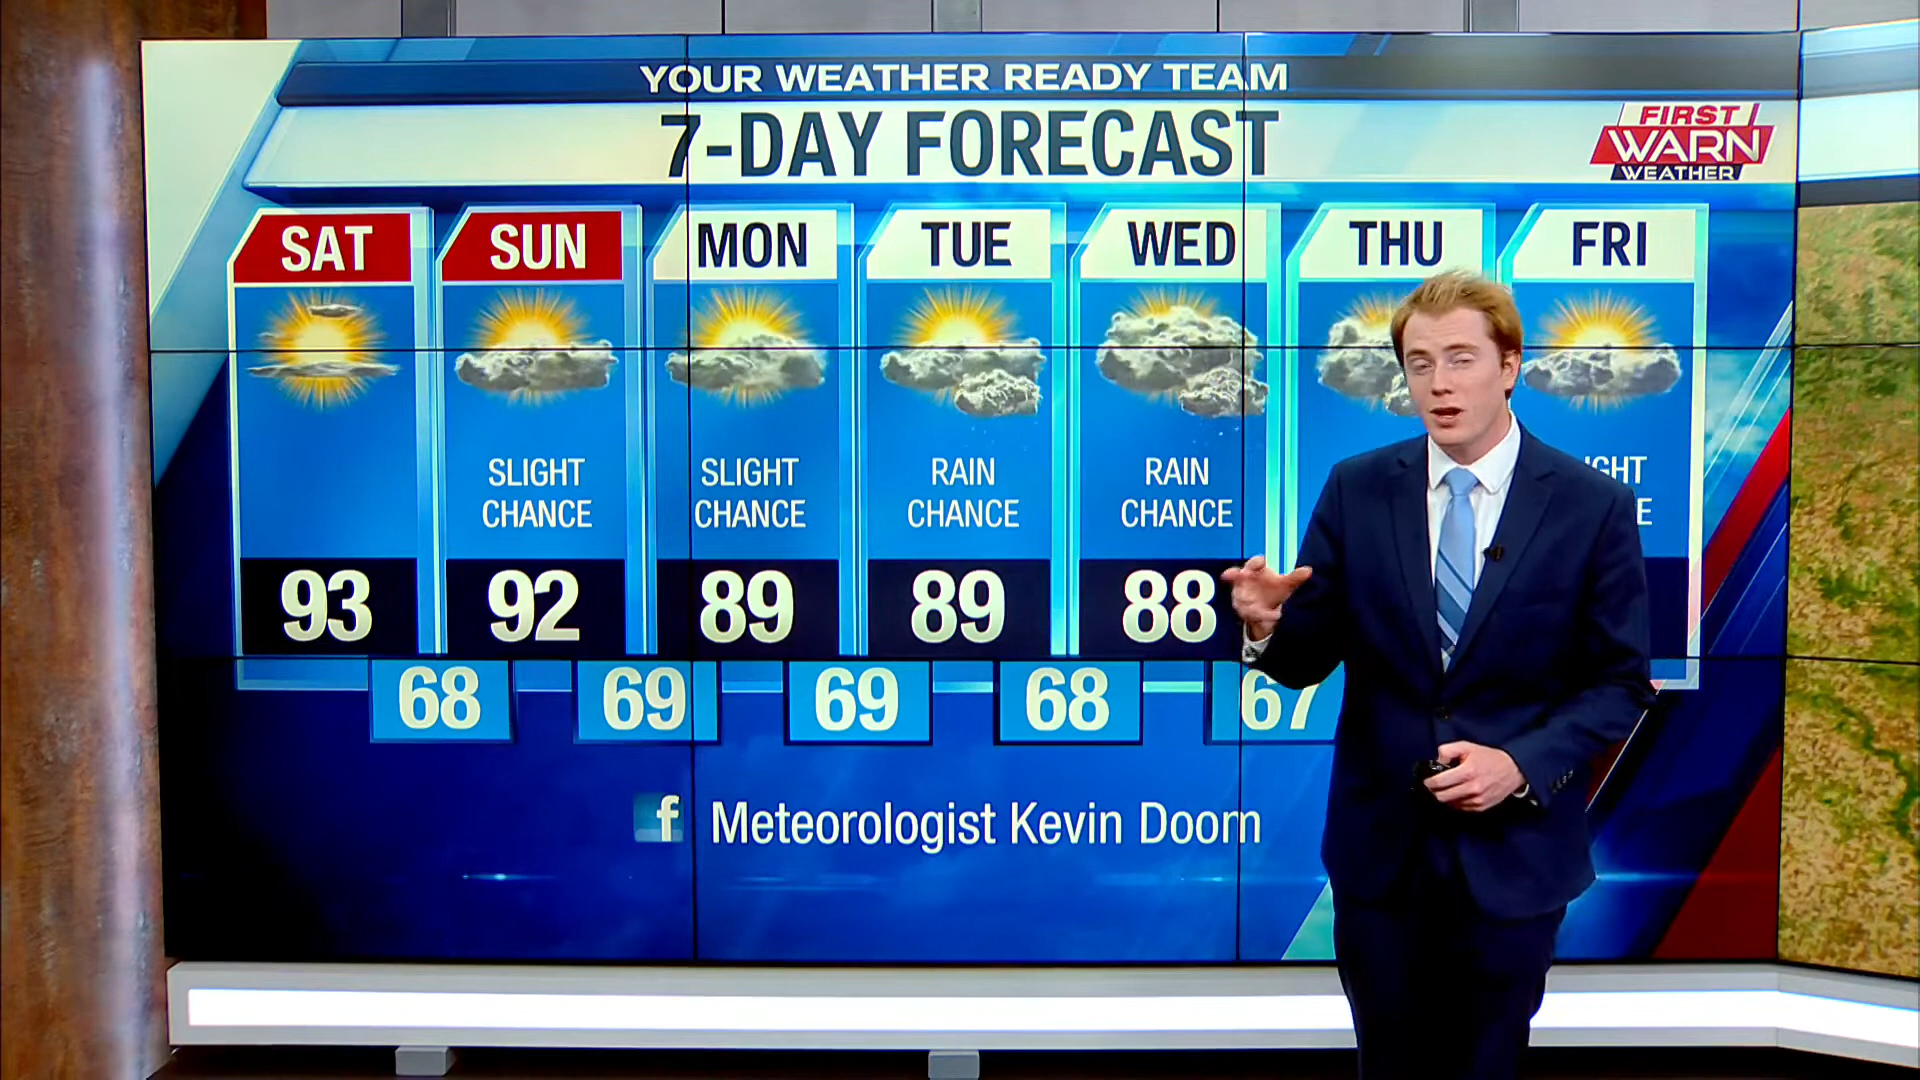 YOUR WEATHER READY TEAM
7-DAY FORECAST
FIRST
WARN
WEATHER
SAT SUN MON TUE WED THU FRI
SLIGHT SLIGHT RAIN RAIN
CHANCE CHANCE CHANCE CHANCE
93 92 89 89 88
68 69 69 68 67
f Meteorologist Kevin Doorn